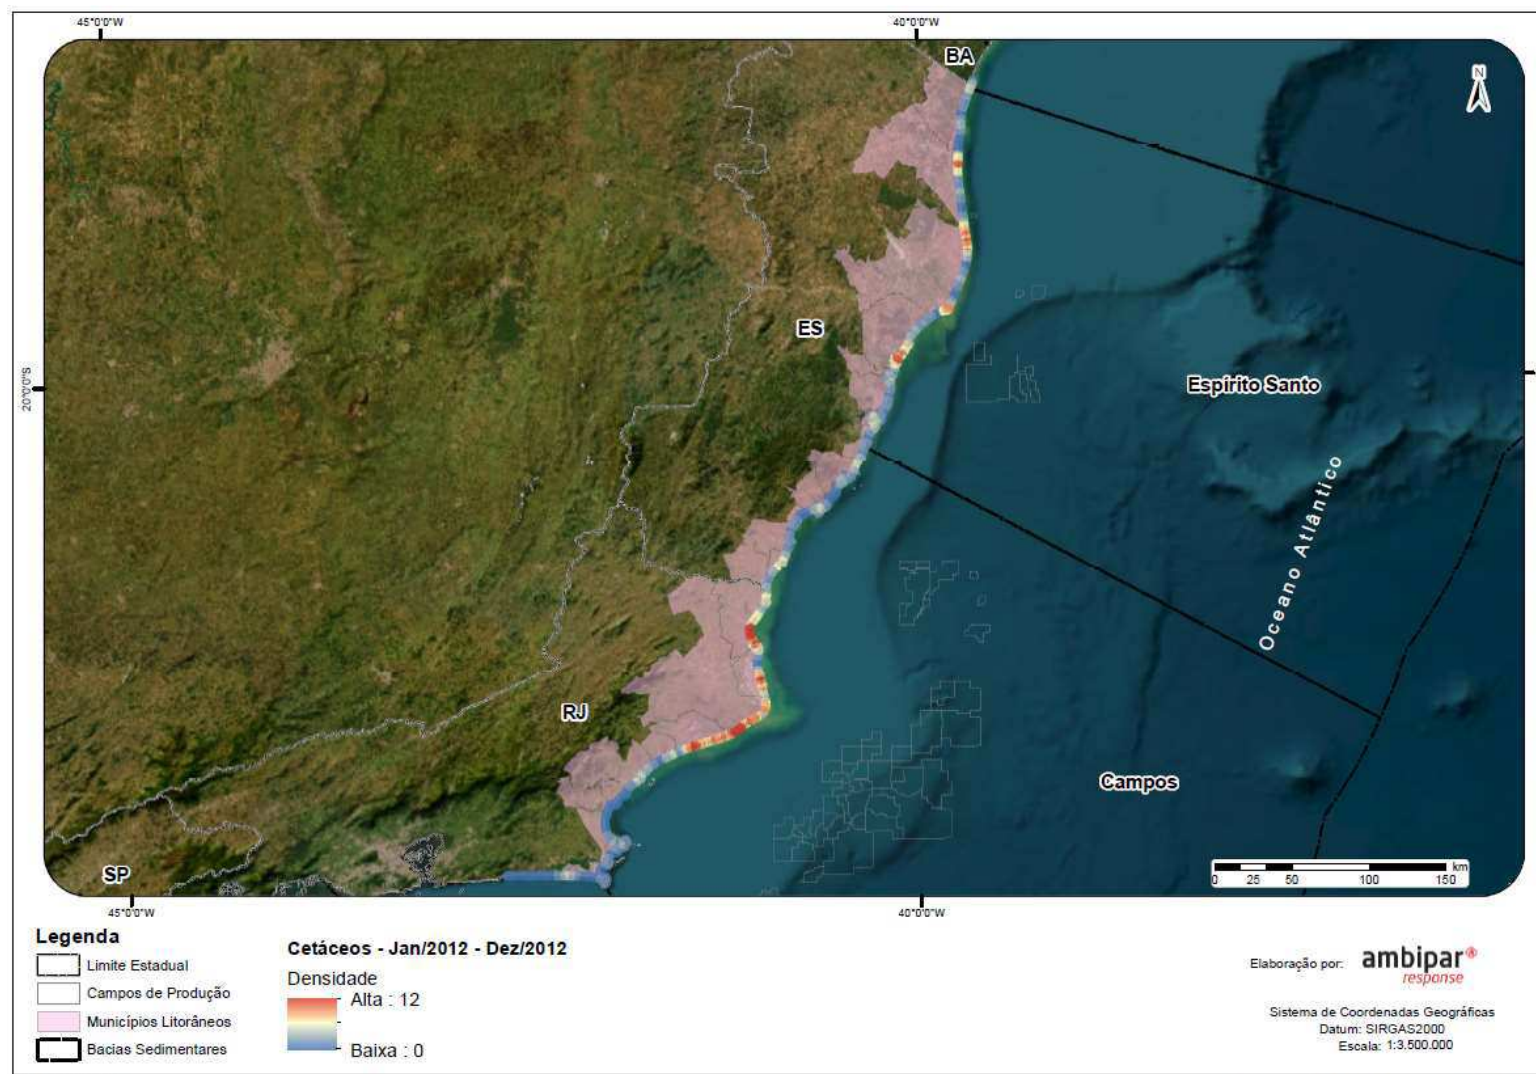 45°0'0"W
40°0'0"W
BA
N
ES
20°0'0"S
Espírito Santo
Oceano Atlântico
RJ
Campos
SP
km
0 25 50 100 150
45°0'0"W
40°0'0"W
Legenda
Limite Estadual
Campos de Produção
Municípios Litorâneos
Bacias Sedimentares
Cetáceos - Jan/2012 - Dez/2012
Densidade
Alta : 12
Baixa : 0
Elaboração por:
ambipar®
response
Sistema de Coordenadas Geográficas
Datum: SIRGAS2000
Escala: 1:3.500.000